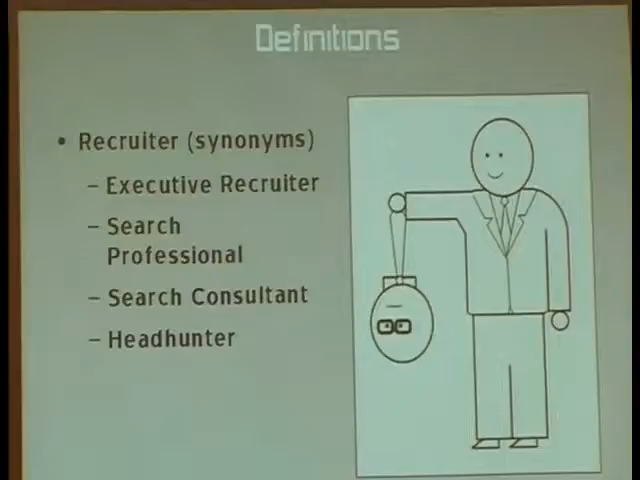 Definitions
• Recruiter (synonyms)
– Executive Recruiter
– Search
Professional
– Search Consultant
– Headhunter